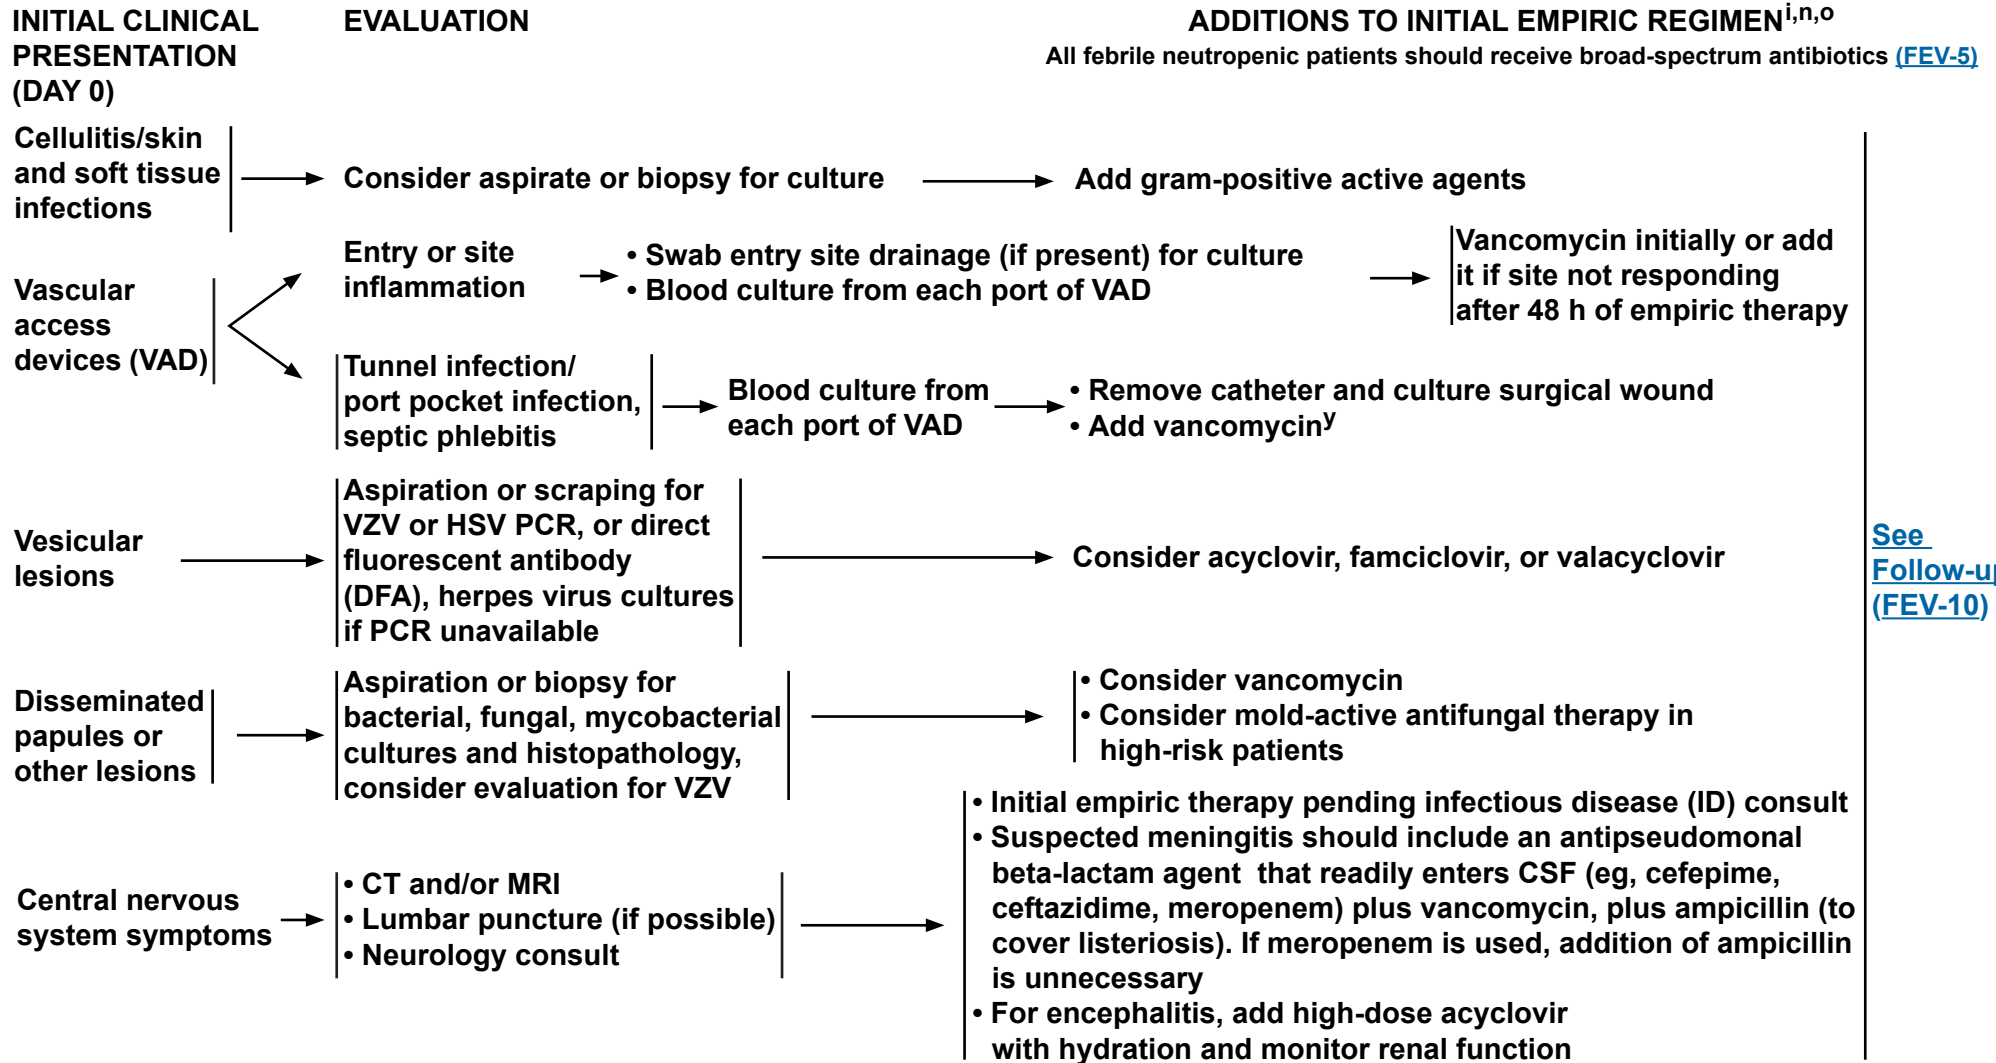 INITIAL CLINICAL
PRESENTATION
(DAY 0)
EVALUATION
ADDITIONS TO INITIAL EMPIRIC REGIMENi,n,o
All febrile neutropenic patients should receive broad-spectrum antibiotics (FEV-5)
Cellulitis/skin
and soft tissue
infections
Consider aspirate or biopsy for culture
Add gram-positive active agents
Vascular
access
devices (VAD)
Entry or site
inflammation
• Swab entry site drainage (if present) for culture
• Blood culture from each port of VAD
Vancomycin initially or add
it if site not responding
after 48 h of empiric therapy
Tunnel infection/
port pocket infection,
septic phlebitis
Blood culture from
each port of VAD
• Remove catheter and culture surgical wound
• Add vancomyciny
Vesicular
lesions
Aspiration or scraping for
VZV or HSV PCR, or direct
fluorescent antibody
(DFA), herpes virus cultures
if PCR unavailable
Consider acyclovir, famciclovir, or valacyclovir
Disseminated
papules or
other lesions
Aspiration or biopsy for
bacterial, fungal, mycobacterial
cultures and histopathology,
consider evaluation for VZV
• Consider vancomycin
• Consider mold-active antifungal therapy in
high-risk patients
Central nervous
system symptoms
• CT and/or MRI
• Lumbar puncture (if possible)
• Neurology consult
• Initial empiric therapy pending infectious disease (ID) consult
• Suspected meningitis should include an antipseudomonal
beta-lactam agent that readily enters CSF (eg, cefepime,
ceftazidime, meropenem) plus vancomycin, plus ampicillin (to
cover listeriosis). If meropenem is used, addition of ampicillin
is unnecessary
• For encephalitis, add high-dose acyclovir
with hydration and monitor renal function
See
Follow-up
(FEV-10)